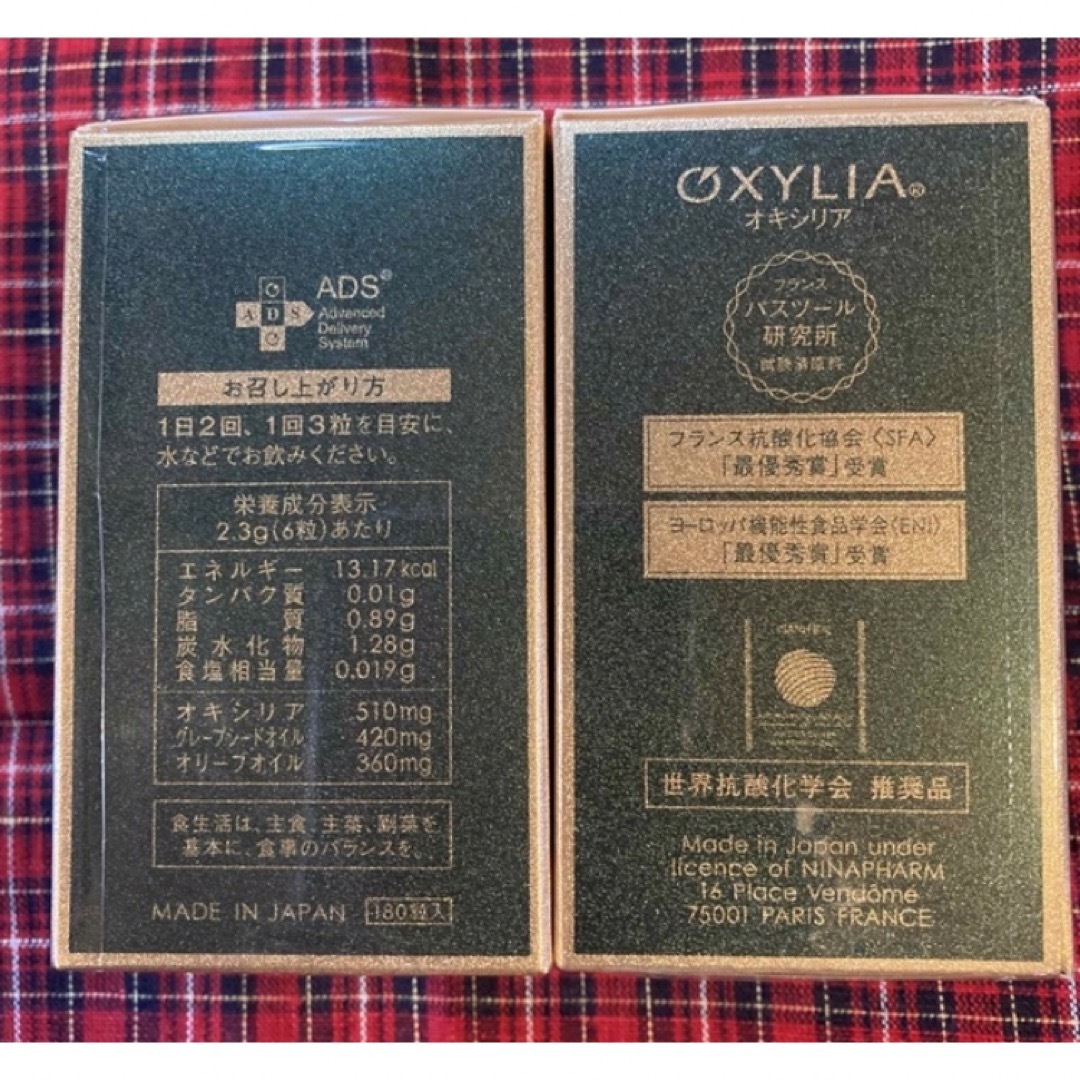 ADS®
Advanced
Delivery
System
ADS
お召し上がり方
1日2回、1回3粒を目安に、
水などでお飲みください。
栄養成分表示
2.3g(6粒)あたり
エネルギー 13.17kcal
タンパク質 0.01g
脂質 0.89g
炭水化物 1.28g
食塩相当量 0.019g
オキシリア 510mg
グレープシードオイル 420mg
オリーブオイル 360mg
食生活は、主食、主菜、副菜を
基本に、食事のバランスを。
MADE IN JAPAN 180粒入
OXYLIA®
オキシリア
フランス
パスツール
研究所
フランス抗酸化協会〈SFA〉
「最優秀賞」受賞
ヨーロッパ機能性食品学会〈ENI〉
「最優秀賞」受賞
世界抗酸化学会 推奨品
Made in Japan under
licence of NINAPHARM
16 Place Vendôme
75001 PARIS FRANCE